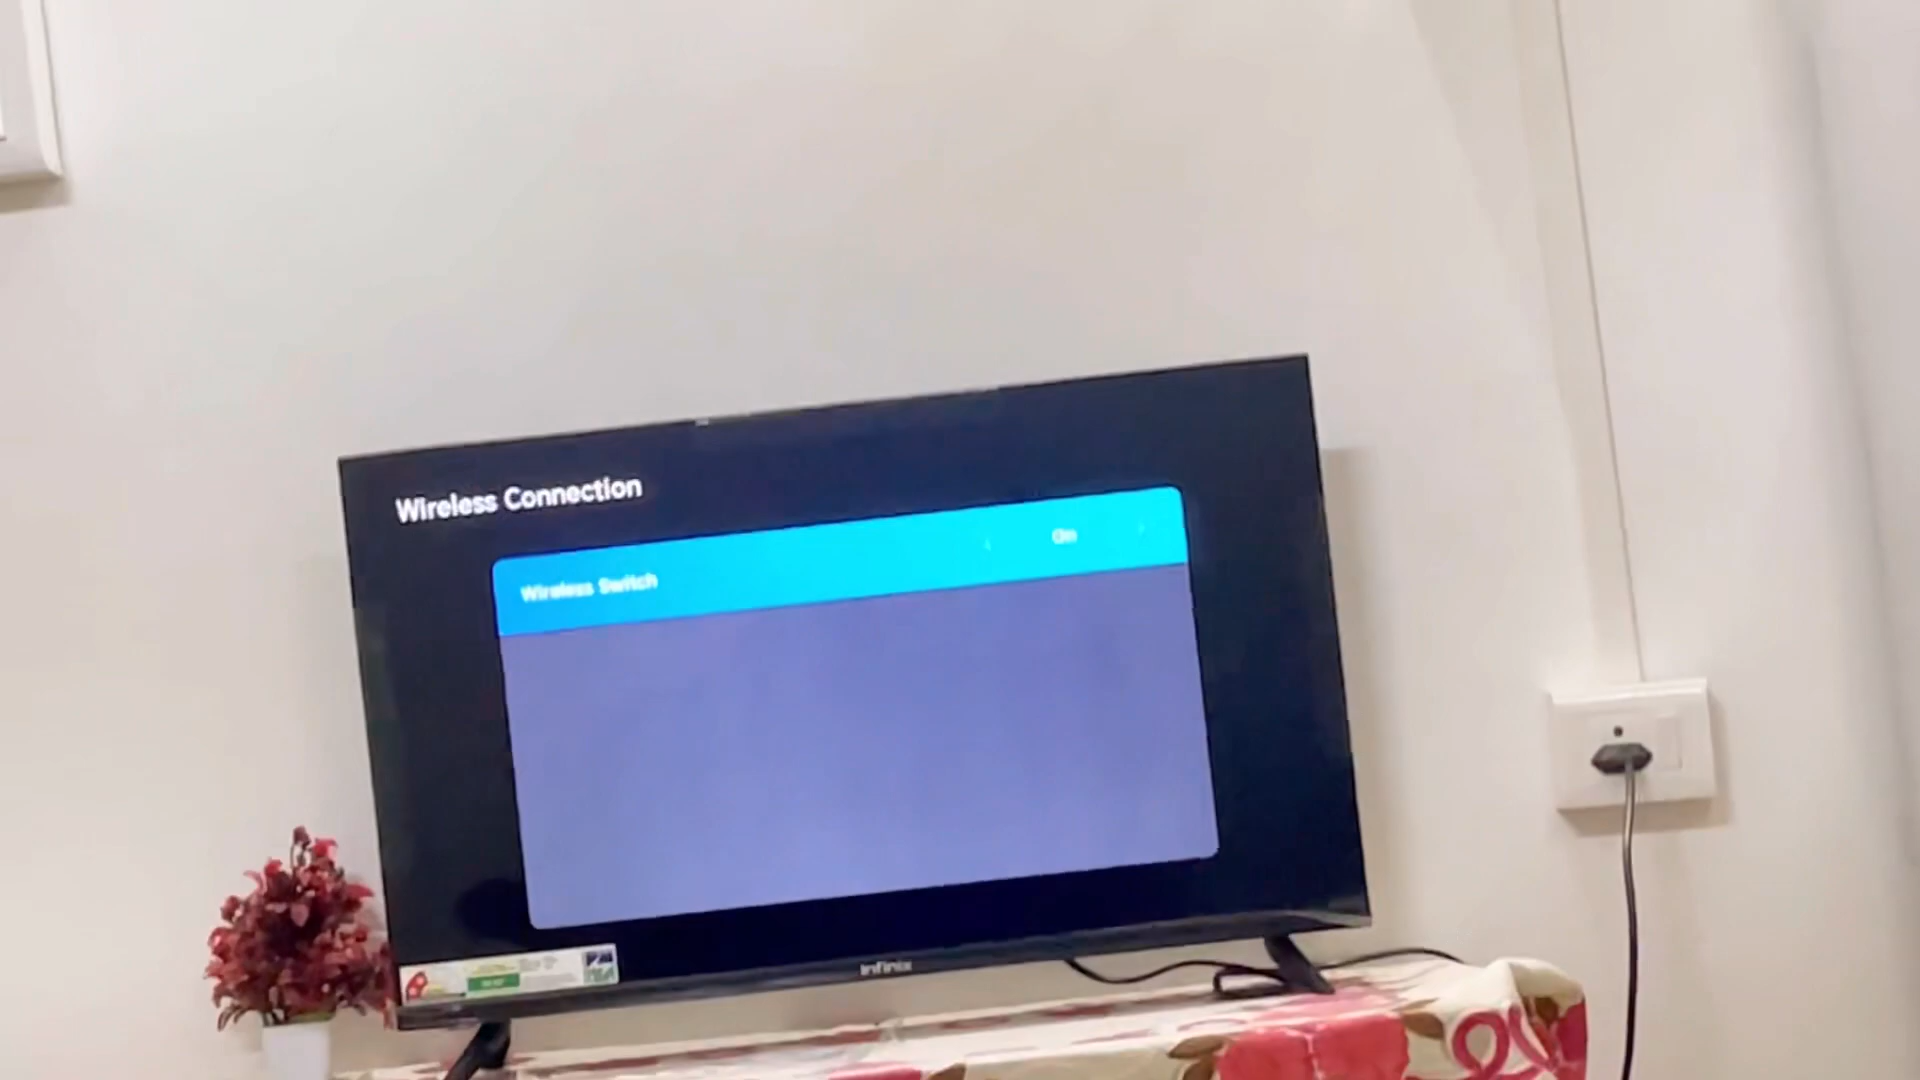 Wireless Connection
Wireless Switch
On
Infinix